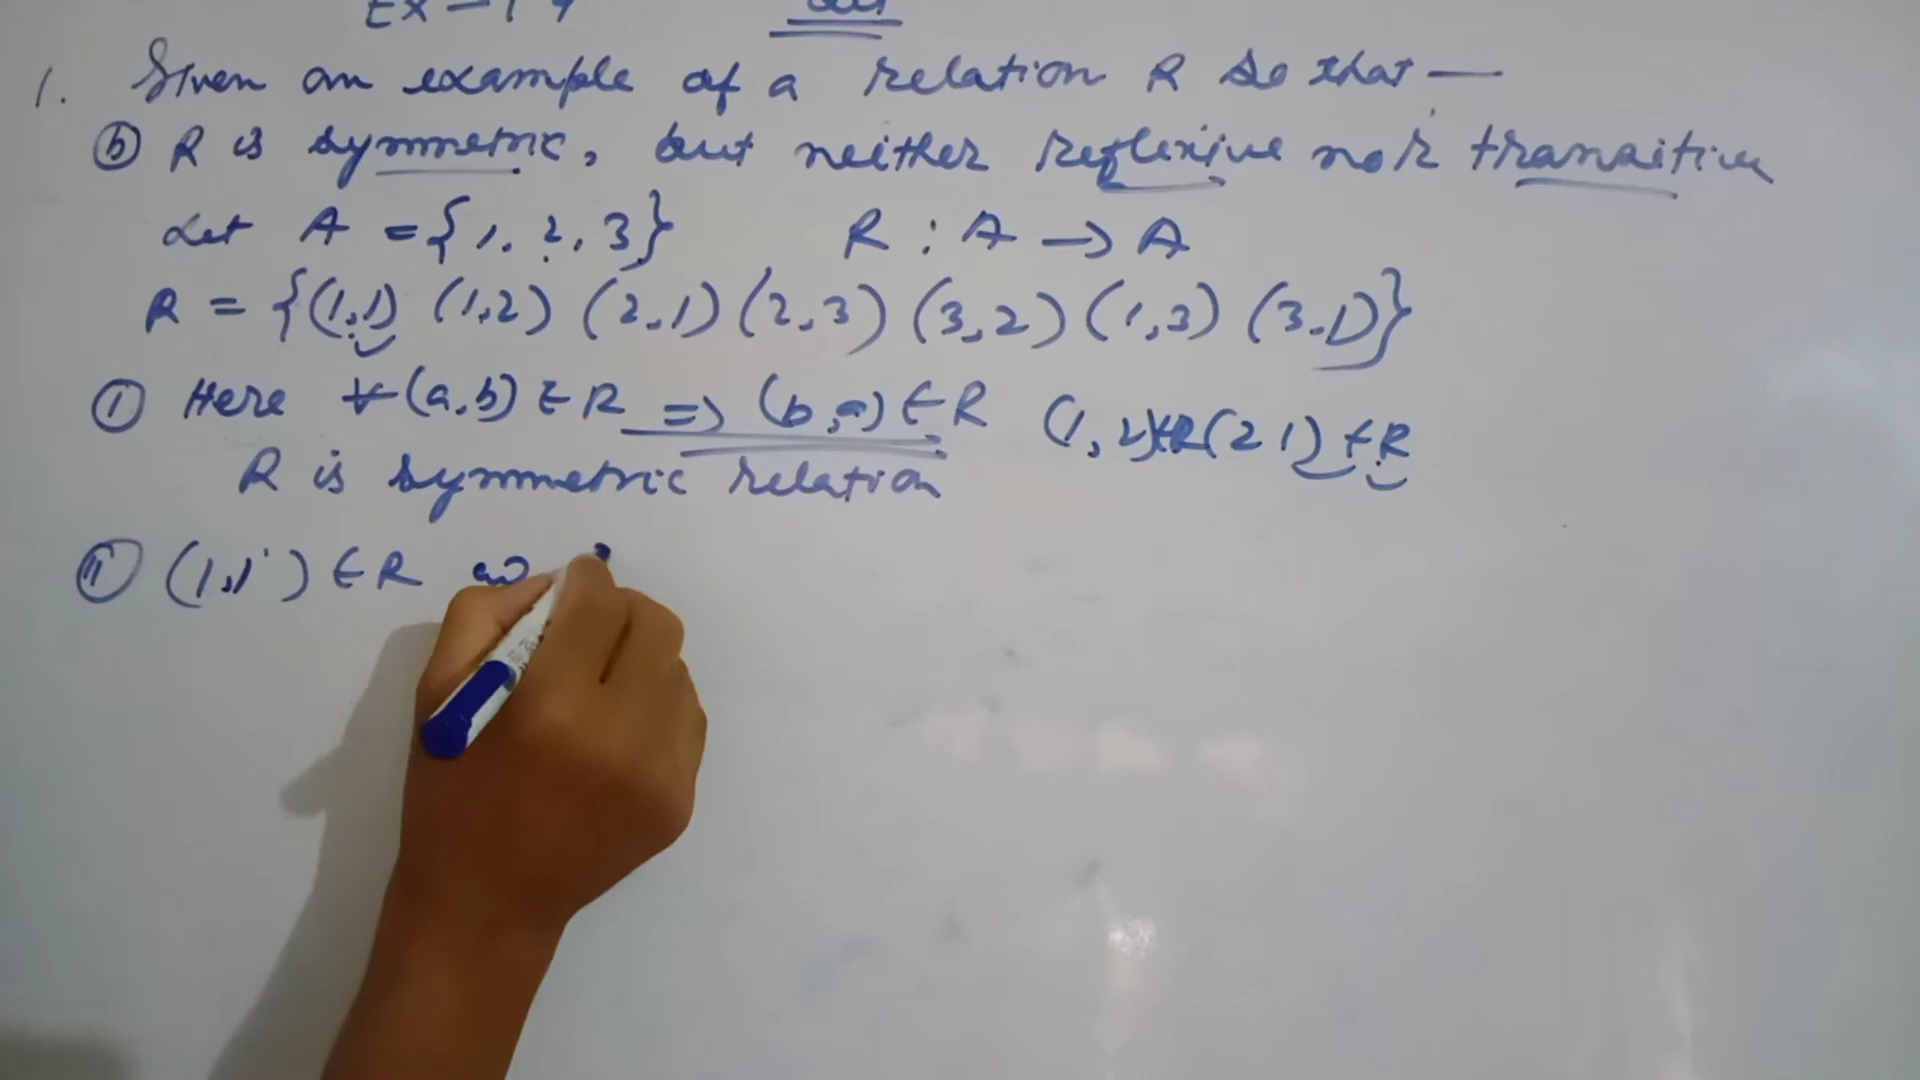 1. Given an example of a relation R so that —
ⓑ R is symmetric, but neither reflexive nor transitive
Let A = {1, 2, 3} R : A → A
R = {(1,1) (1,2) (2,1) (2,3) (3,2) (1,3) (3,1)}
① Here ∀ (a,b) ∈ R ⇒ (b,a) ∈ R (1,2) ∈ R (2 1) ∈ R
R is symmetric relation
ⓘⓘ (1,1) ∈ R